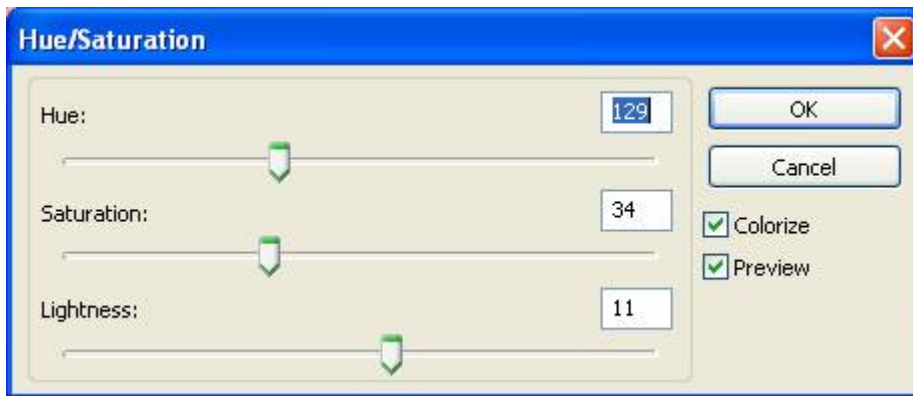 Hue/Saturation
Hue:
129
OK
Cancel
Saturation:
34
Colorize
Preview
Lightness:
11